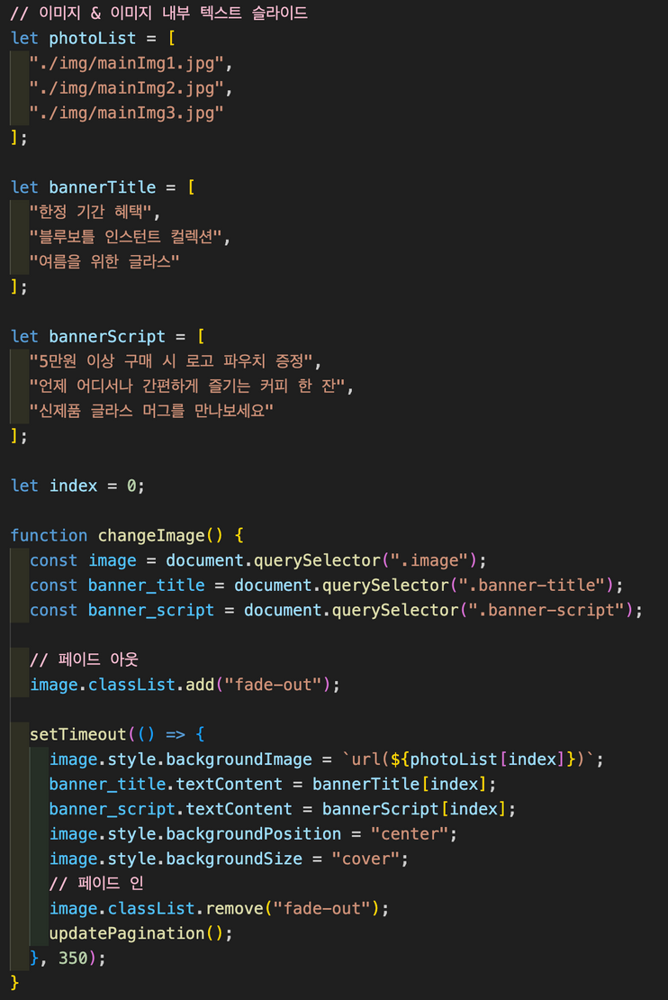 // 이미지 & 이미지 내부 텍스트 슬라이드
let photoList = [
  "./img/mainImg1.jpg",
  "./img/mainImg2.jpg",
  "./img/mainImg3.jpg"
];

let bannerTitle = [
  "한정 기간 혜택",
  "블루보틀 인스턴트 컬렉션",
  "여름을 위한 글라스"
];

let bannerScript = [
  "5만원 이상 구매 시 로고 파우치 증정",
  "언제 어디서나 간편하게 즐기는 커피 한 잔",
  "신제품 글라스 머그를 만나보세요"
];

let index = 0;

function changeImage() {
  const image = document.querySelector(".image");
  const banner_title = document.querySelector(".banner-title");
  const banner_script = document.querySelector(".banner-script");

  // 페이드 아웃
  image.classList.add("fade-out");

  setTimeout(() => {
    image.style.backgroundImage = `url(${photoList[index]})`;
    banner_title.textContent = bannerTitle[index];
    banner_script.textContent = bannerScript[index];
    image.style.backgroundPosition = "center";
    image.style.backgroundSize = "cover";
    // 페이드 인
    image.classList.remove("fade-out");
    updatePagination();
  }, 350);
}